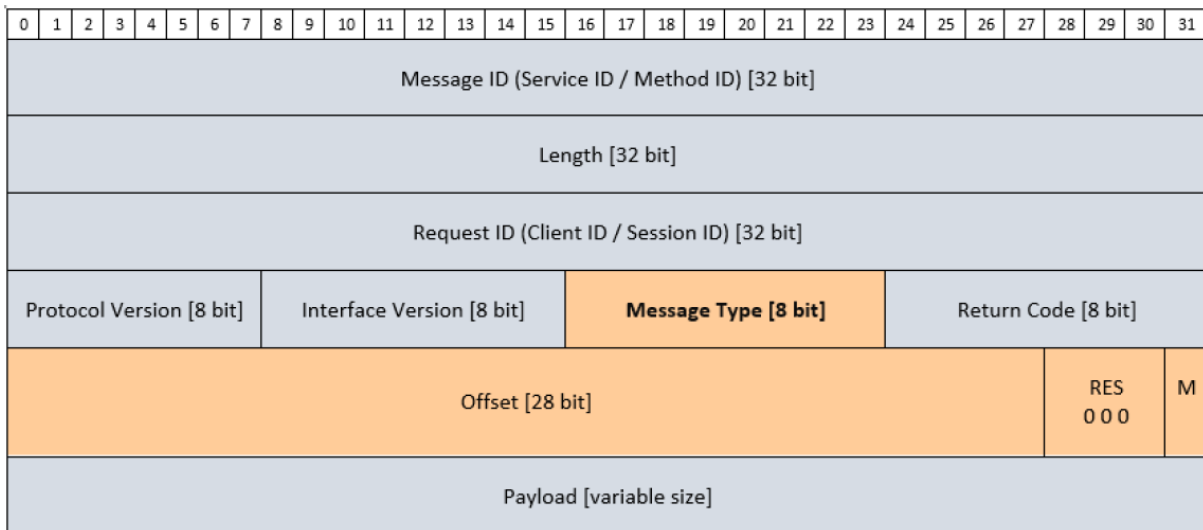 0 1 2 3 4 5 6 7 8 9 10 11 12 13 14 15 16 17 18 19 20 21 22 23 24 25 26 27 28 29 30 31
Message ID (Service ID / Method ID) [32 bit]
Length [32 bit]
Request ID (Client ID / Session ID) [32 bit]
Protocol Version [8 bit] Interface Version [8 bit] Message Type [8 bit] Return Code [8 bit]
Offset [28 bit] RES M
0 0 0
Payload [variable size]